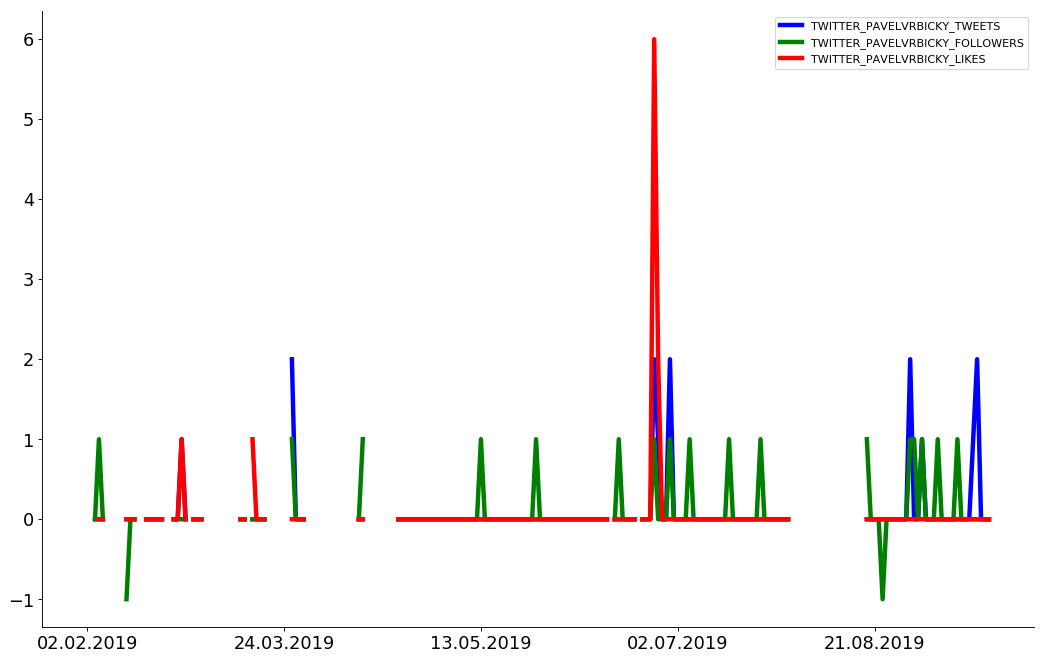 TWITTER_PAVELVRBICKY_TWEETS
TWITTER_PAVELVRBICKY_FOLLOWERS
TWITTER_PAVELVRBICKY_LIKES
6
5
4
3
2
1
0
−1
02.02.2019 24.03.2019 13.05.2019 02.07.2019 21.08.2019